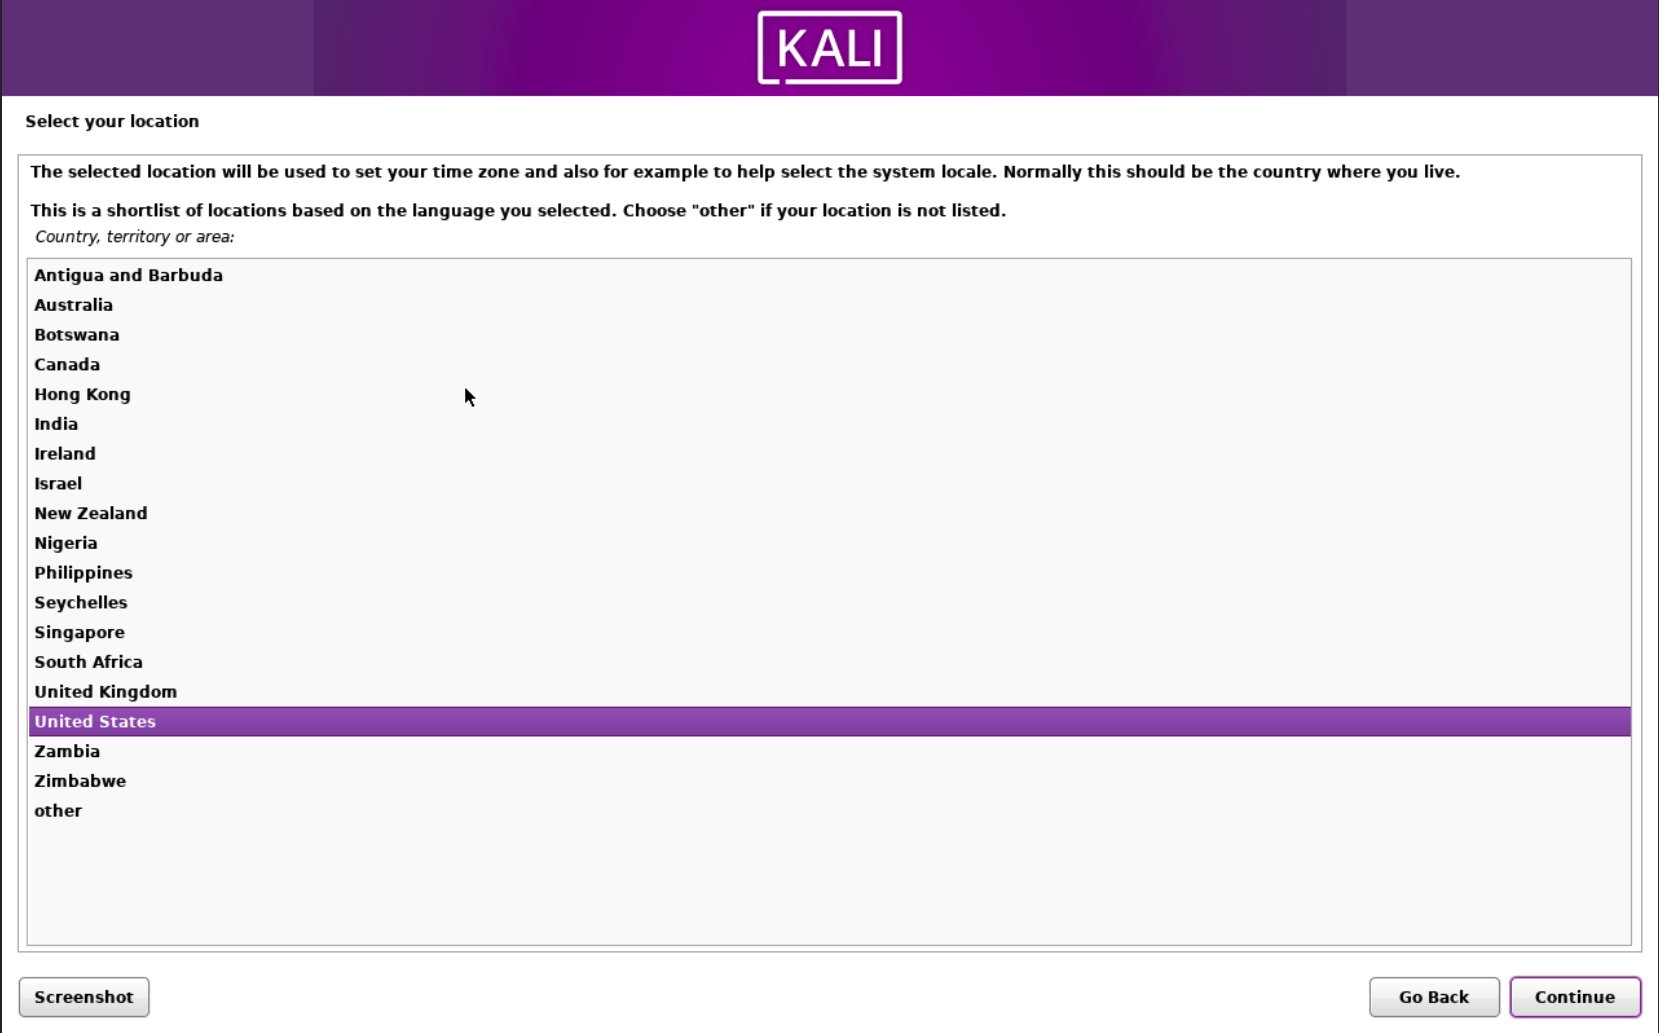 KALI
Select your location
The selected location will be used to set your time zone and also for example to help select the system locale. Normally this should be the country where you live.
This is a shortlist of locations based on the language you selected. Choose "other" if your location is not listed.
Country, territory or area:
Antigua and Barbuda
Australia
Botswana
Canada
Hong Kong
India
Ireland
Israel
New Zealand
Nigeria
Philippines
Seychelles
Singapore
South Africa
United Kingdom
United States
Zambia
Zimbabwe
other
Screenshot
Go Back
Continue